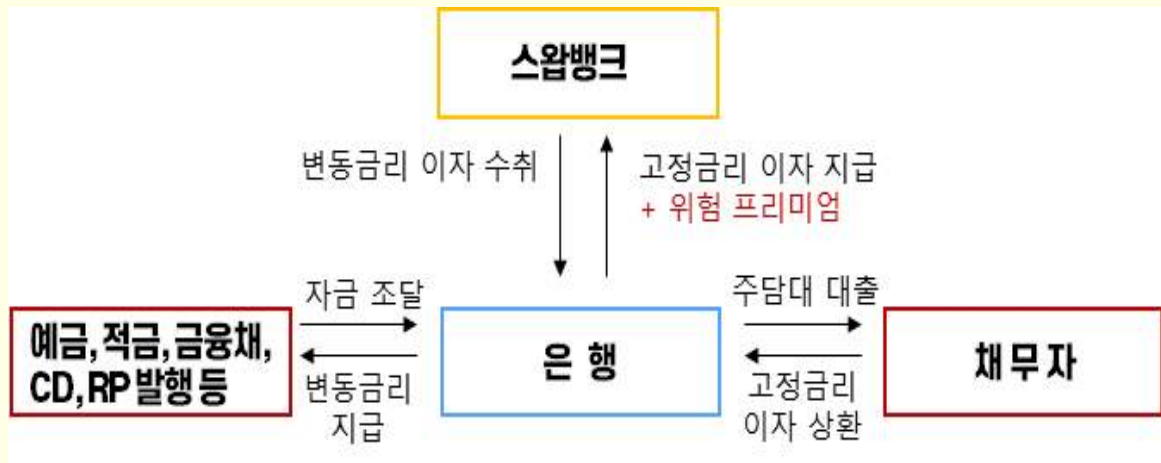 스왑뱅크
변동금리 이자 수취
고정금리 이자 지급
+ 위험 프리미엄
자금 조달
주담대 대출
예금, 적금, 금융채,
CD, RP 발행 등
은 행
채 무 자
변동금리
지급
고정금리
이자 상환